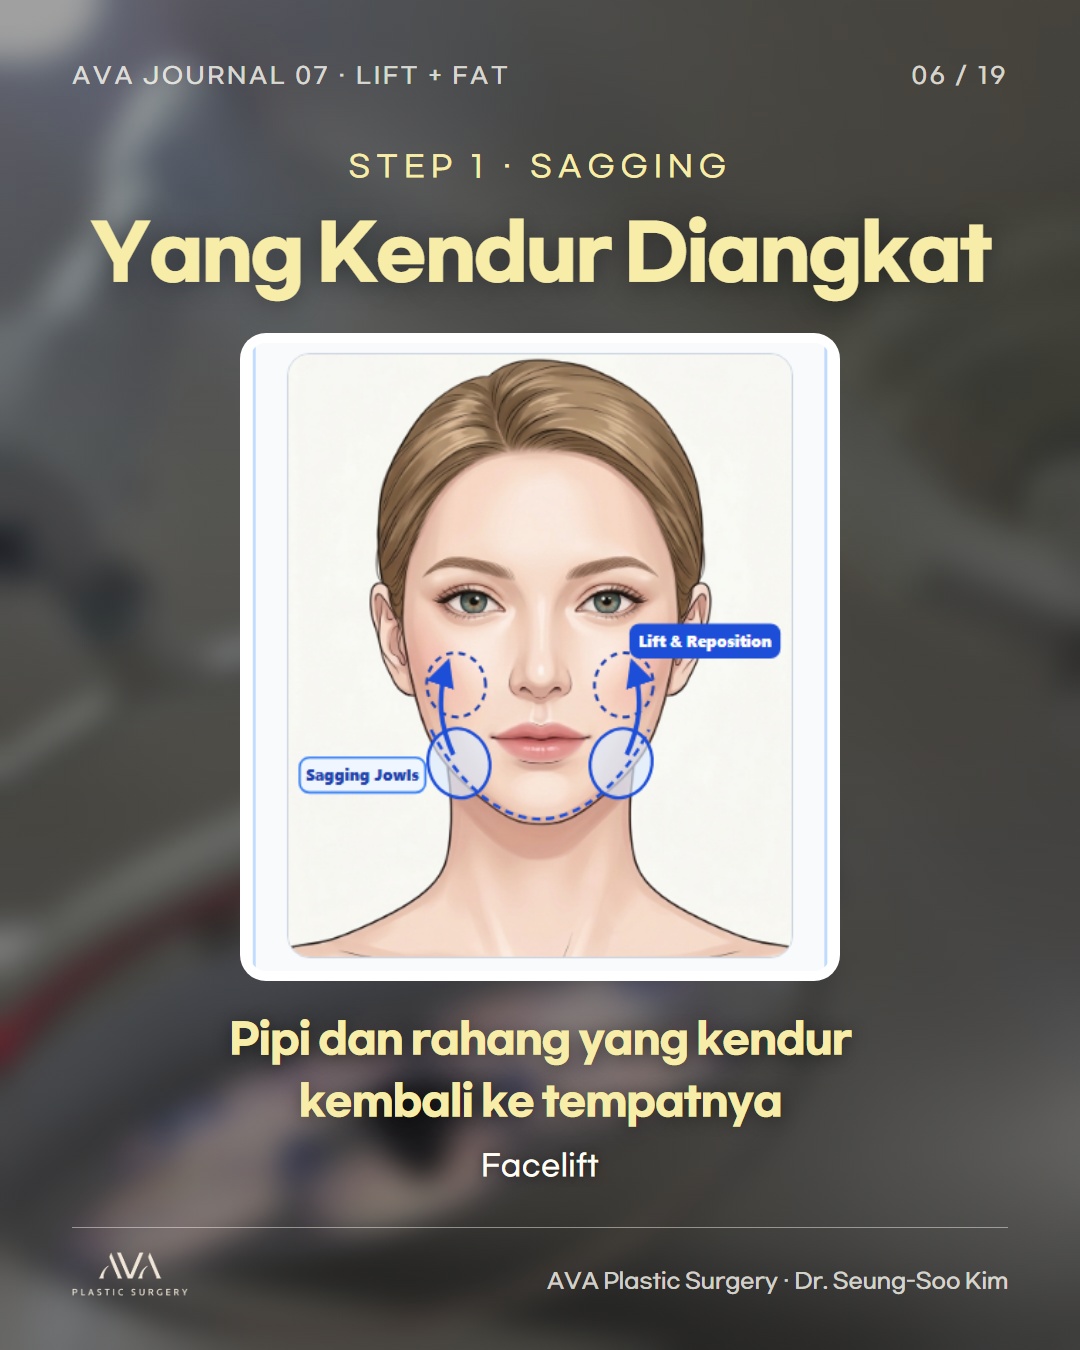 AVA JOURNAL 07 · LIFT + FAT
06 / 19
STEP 1 · SAGGING
Yang Kendur Diangkat
Lift & Reposition
Sagging Jowls
Pipi dan rahang yang kendur
kembali ke tempatnya
Facelift
AVA
PLASTIC SURGERY
AVA Plastic Surgery · Dr. Seung-Soo Kim